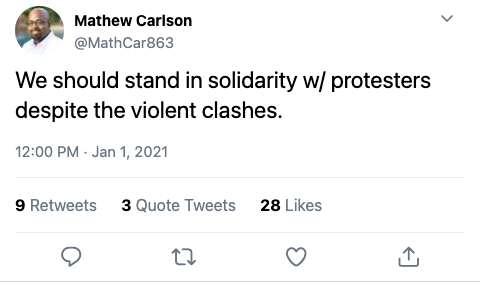 Mathew Carlson
@MathCar863
We should stand in solidarity w/ protesters
despite the violent clashes.
12:00 PM · Jan 1, 2021
9 Retweets 3 Quote Tweets 28 Likes